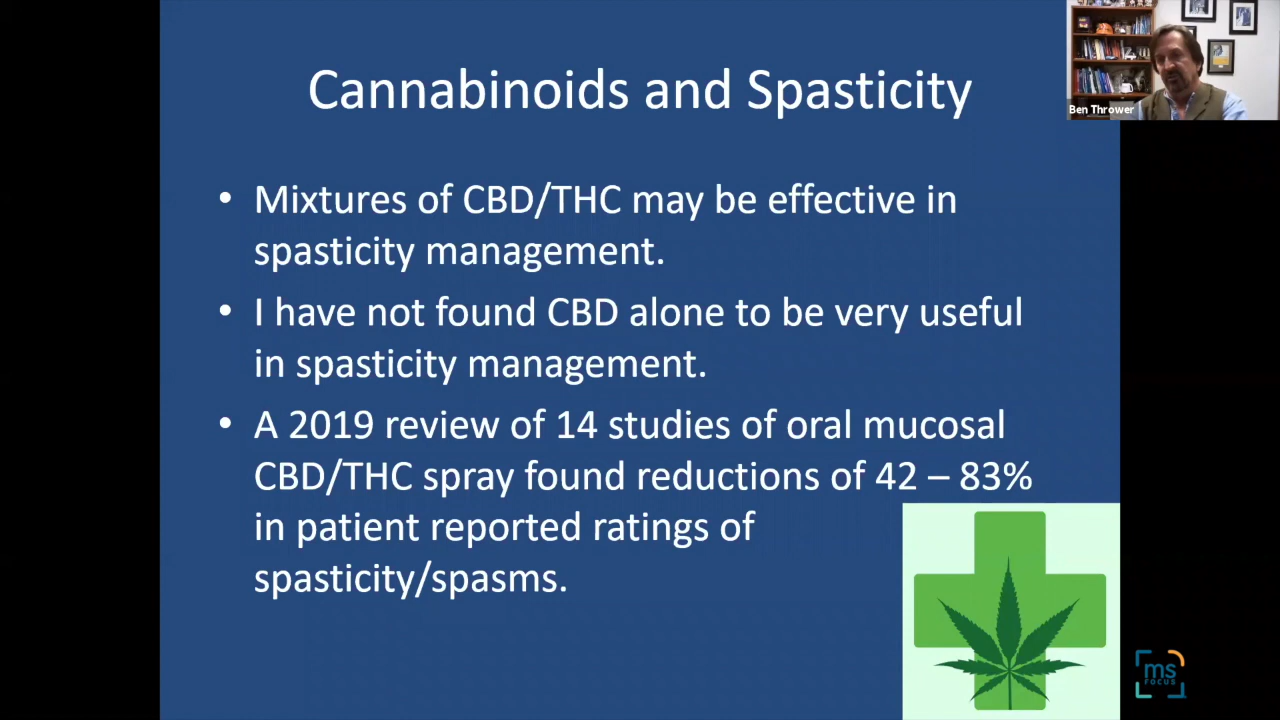 Cannabinoids and Spasticity
Ben Thrower
• Mixtures of CBD/THC may be effective in
spasticity management.
• I have not found CBD alone to be very useful
in spasticity management.
• A 2019 review of 14 studies of oral mucosal
CBD/THC spray found reductions of 42 – 83%
in patient reported ratings of
spasticity/spasms.
ms
FOCUS